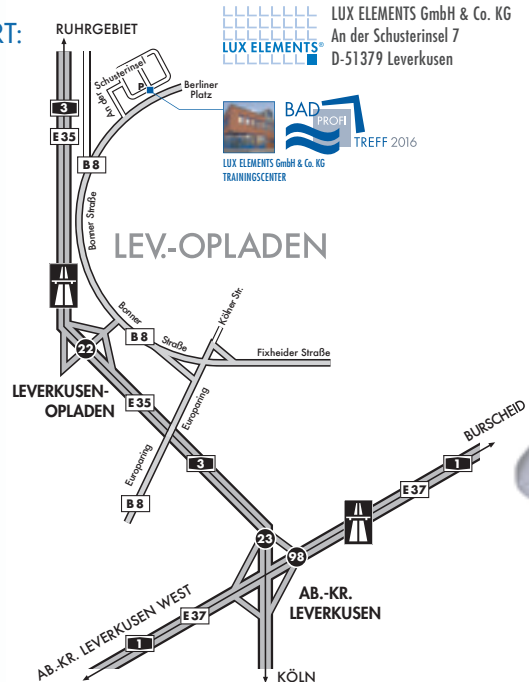 RT:
LUX ELEMENTS®
LUX ELEMENTS GmbH & Co. KG
An der Schusterinsel 7
D-51379 Leverkusen
RUHRGEBIET
An der Schusterinsel
P
Berliner
Platz
BAD
PROFI
TREFF 2016
LUX ELEMENTS GmbH & Co. KG
TRAININGSCENTER
3
E 35
B 8
Bonner Straße
LEV.-OPLADEN
Bonner
Straße
B 8
Kölner Str.
Fixheider Straße
22
LEVERKUSEN-
OPLADEN
E 35
Europaring
Europaring
B 8
3
BURSCHEID
1
E 37
23
98
AB.-KR.
LEVERKUSEN
AB.-KR. LEVERKUSEN WEST
E 37
1
KÖLN